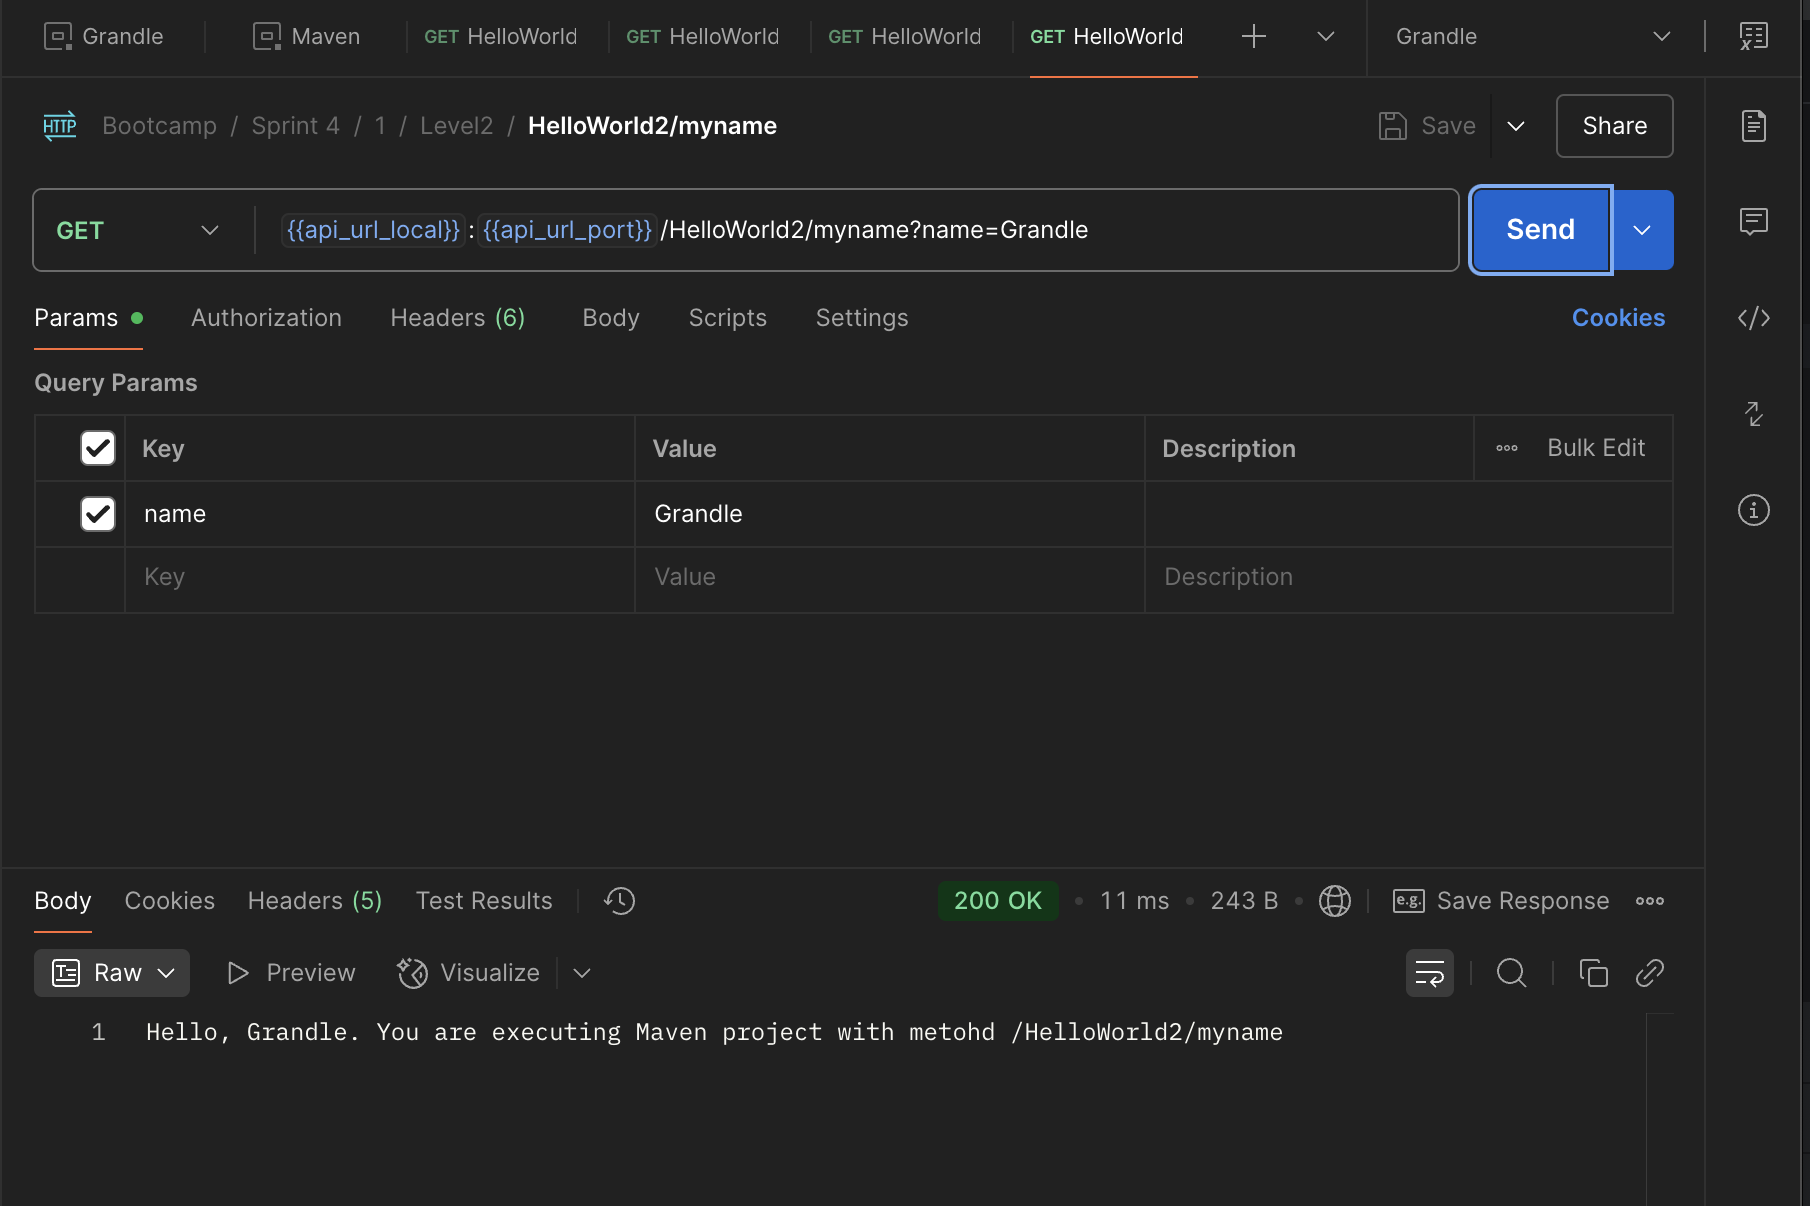 Grandle
Maven
GET HelloWorld
GET HelloWorld
GET HelloWorld
GET HelloWorld
Grandle
HTTP Bootcamp / Sprint 4 / 1 / Level2 / HelloWorld2/myname
Save
Share
GET
{{api_url_local}}:{{api_url_port}}/HelloWorld2/myname?name=Grandle
Send
Params
Authorization
Headers (6)
Body
Scripts
Settings
Cookies
Query Params
Key Value Description Bulk Edit
name Grandle
Key Value Description
Body
Cookies
Headers (5)
Test Results
200 OK
11 ms
243 B
e.g. Save Response
Raw
Preview
Visualize
1 Hello, Grandle. You are executing Maven project with metohd /HelloWorld2/myname